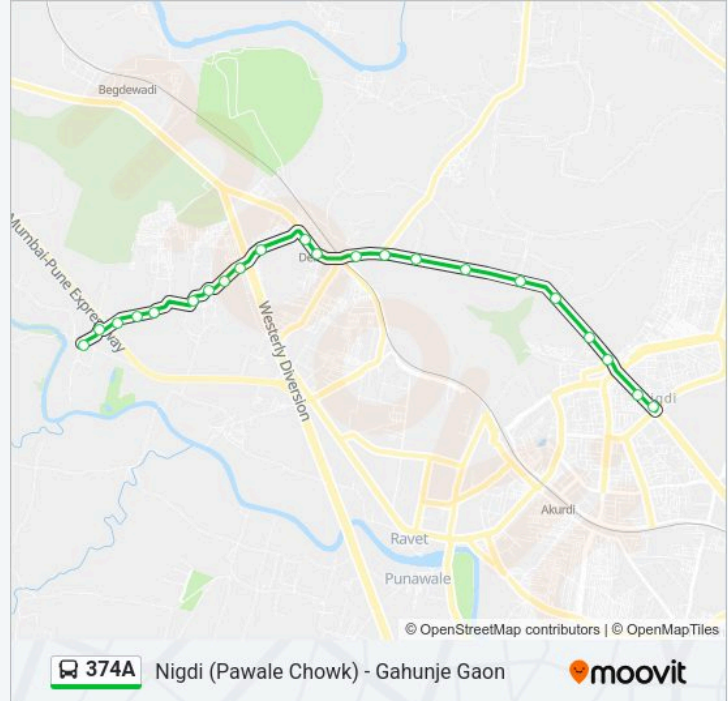 Begdewadi
Mumbai-Pune Expressway
De
Westerly Diversion
Nigdi
Akurdi
Ravet
Punawale
© OpenStreetMap contributors | © OpenMapTiles
374A Nigdi (Pawale Chowk) - Gahunje Gaon moovit